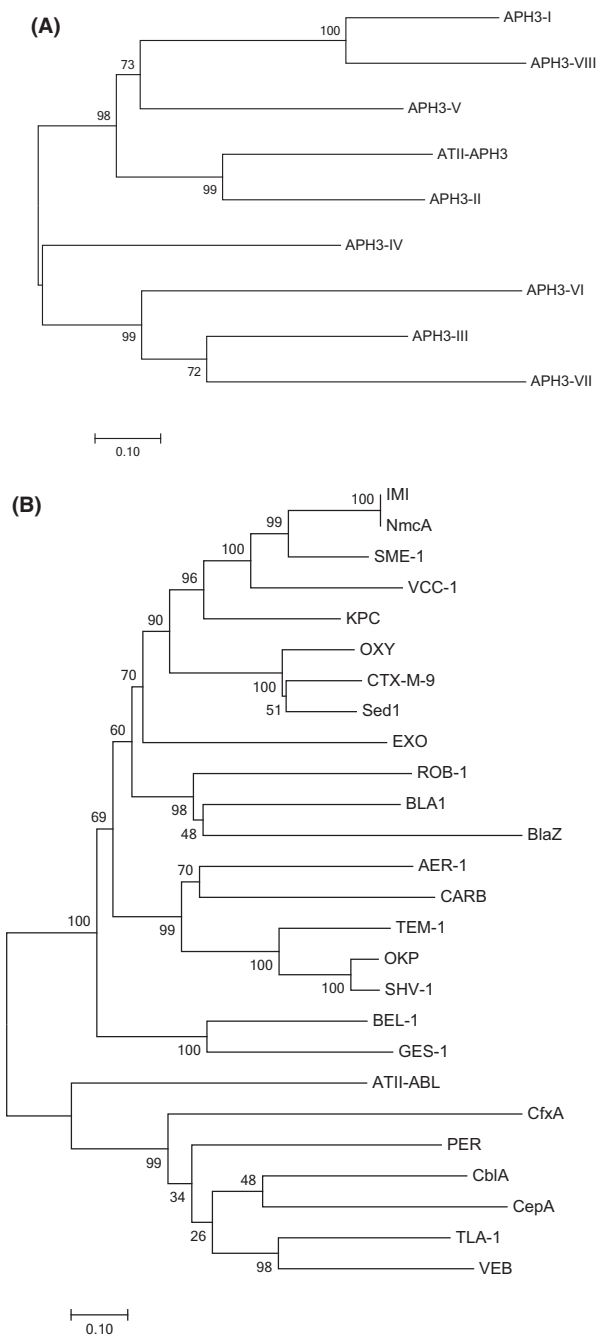 (A)
APH3-I
100
APH3-VIII
73
APH3-V
98
ATII-APH3
99
APH3-II
APH3-IV
APH3-VI
99
APH3-III
72
APH3-VII
0.10
(B)
100 IMI
NmcA
99
SME-1
100
VCC-1
96
KPC
90
OXY
100 CTX-M-9
51 Sed1
70
EXO
60
ROB-1
98 BLA1
48 BlaZ
69
70 AER-1
CARB
99
TEM-1
100 OKP
100 SHV-1
100
BEL-1
100 GES-1
ATII-ABL
CfxA
99 PER
34 48 CblA
CepA
26
TLA-1
98 VEB
0.10